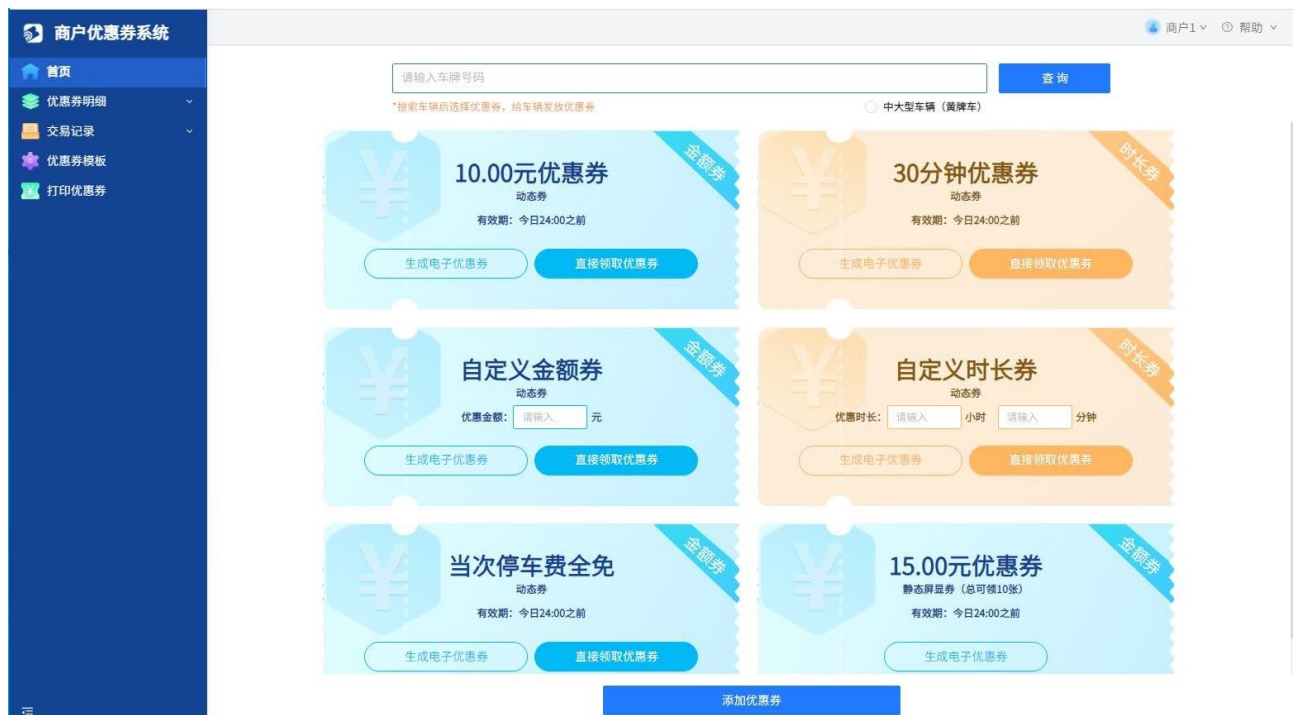 商户优惠券系统
商户1
帮助
首页
优惠券明细
交易记录
优惠券模板
打印优惠券
请输入车牌号码
查 询
*搜索车辆后选择优惠券，给车辆发放优惠券
中大型车辆（黄牌车）
金额券
10.00元优惠券
动态券
有效期：今日24:00之前
生成电子优惠券
直接领取优惠券
时长券
30分钟优惠券
动态券
有效期：今日24:00之前
生成电子优惠券
直接领取优惠券
金额券
自定义金额券
动态券
优惠金额： 请输入 元
生成电子优惠券
直接领取优惠券
时长券
自定义时长券
动态券
优惠时长： 请输入 小时 请输入 分钟
生成电子优惠券
直接领取优惠券
金额券
当次停车费全免
动态券
有效期：今日24:00之前
生成电子优惠券
直接领取优惠券
金额券
15.00元优惠券
静态屏显券（总可领10张）
有效期：今日24:00之前
生成电子优惠券
添加优惠券